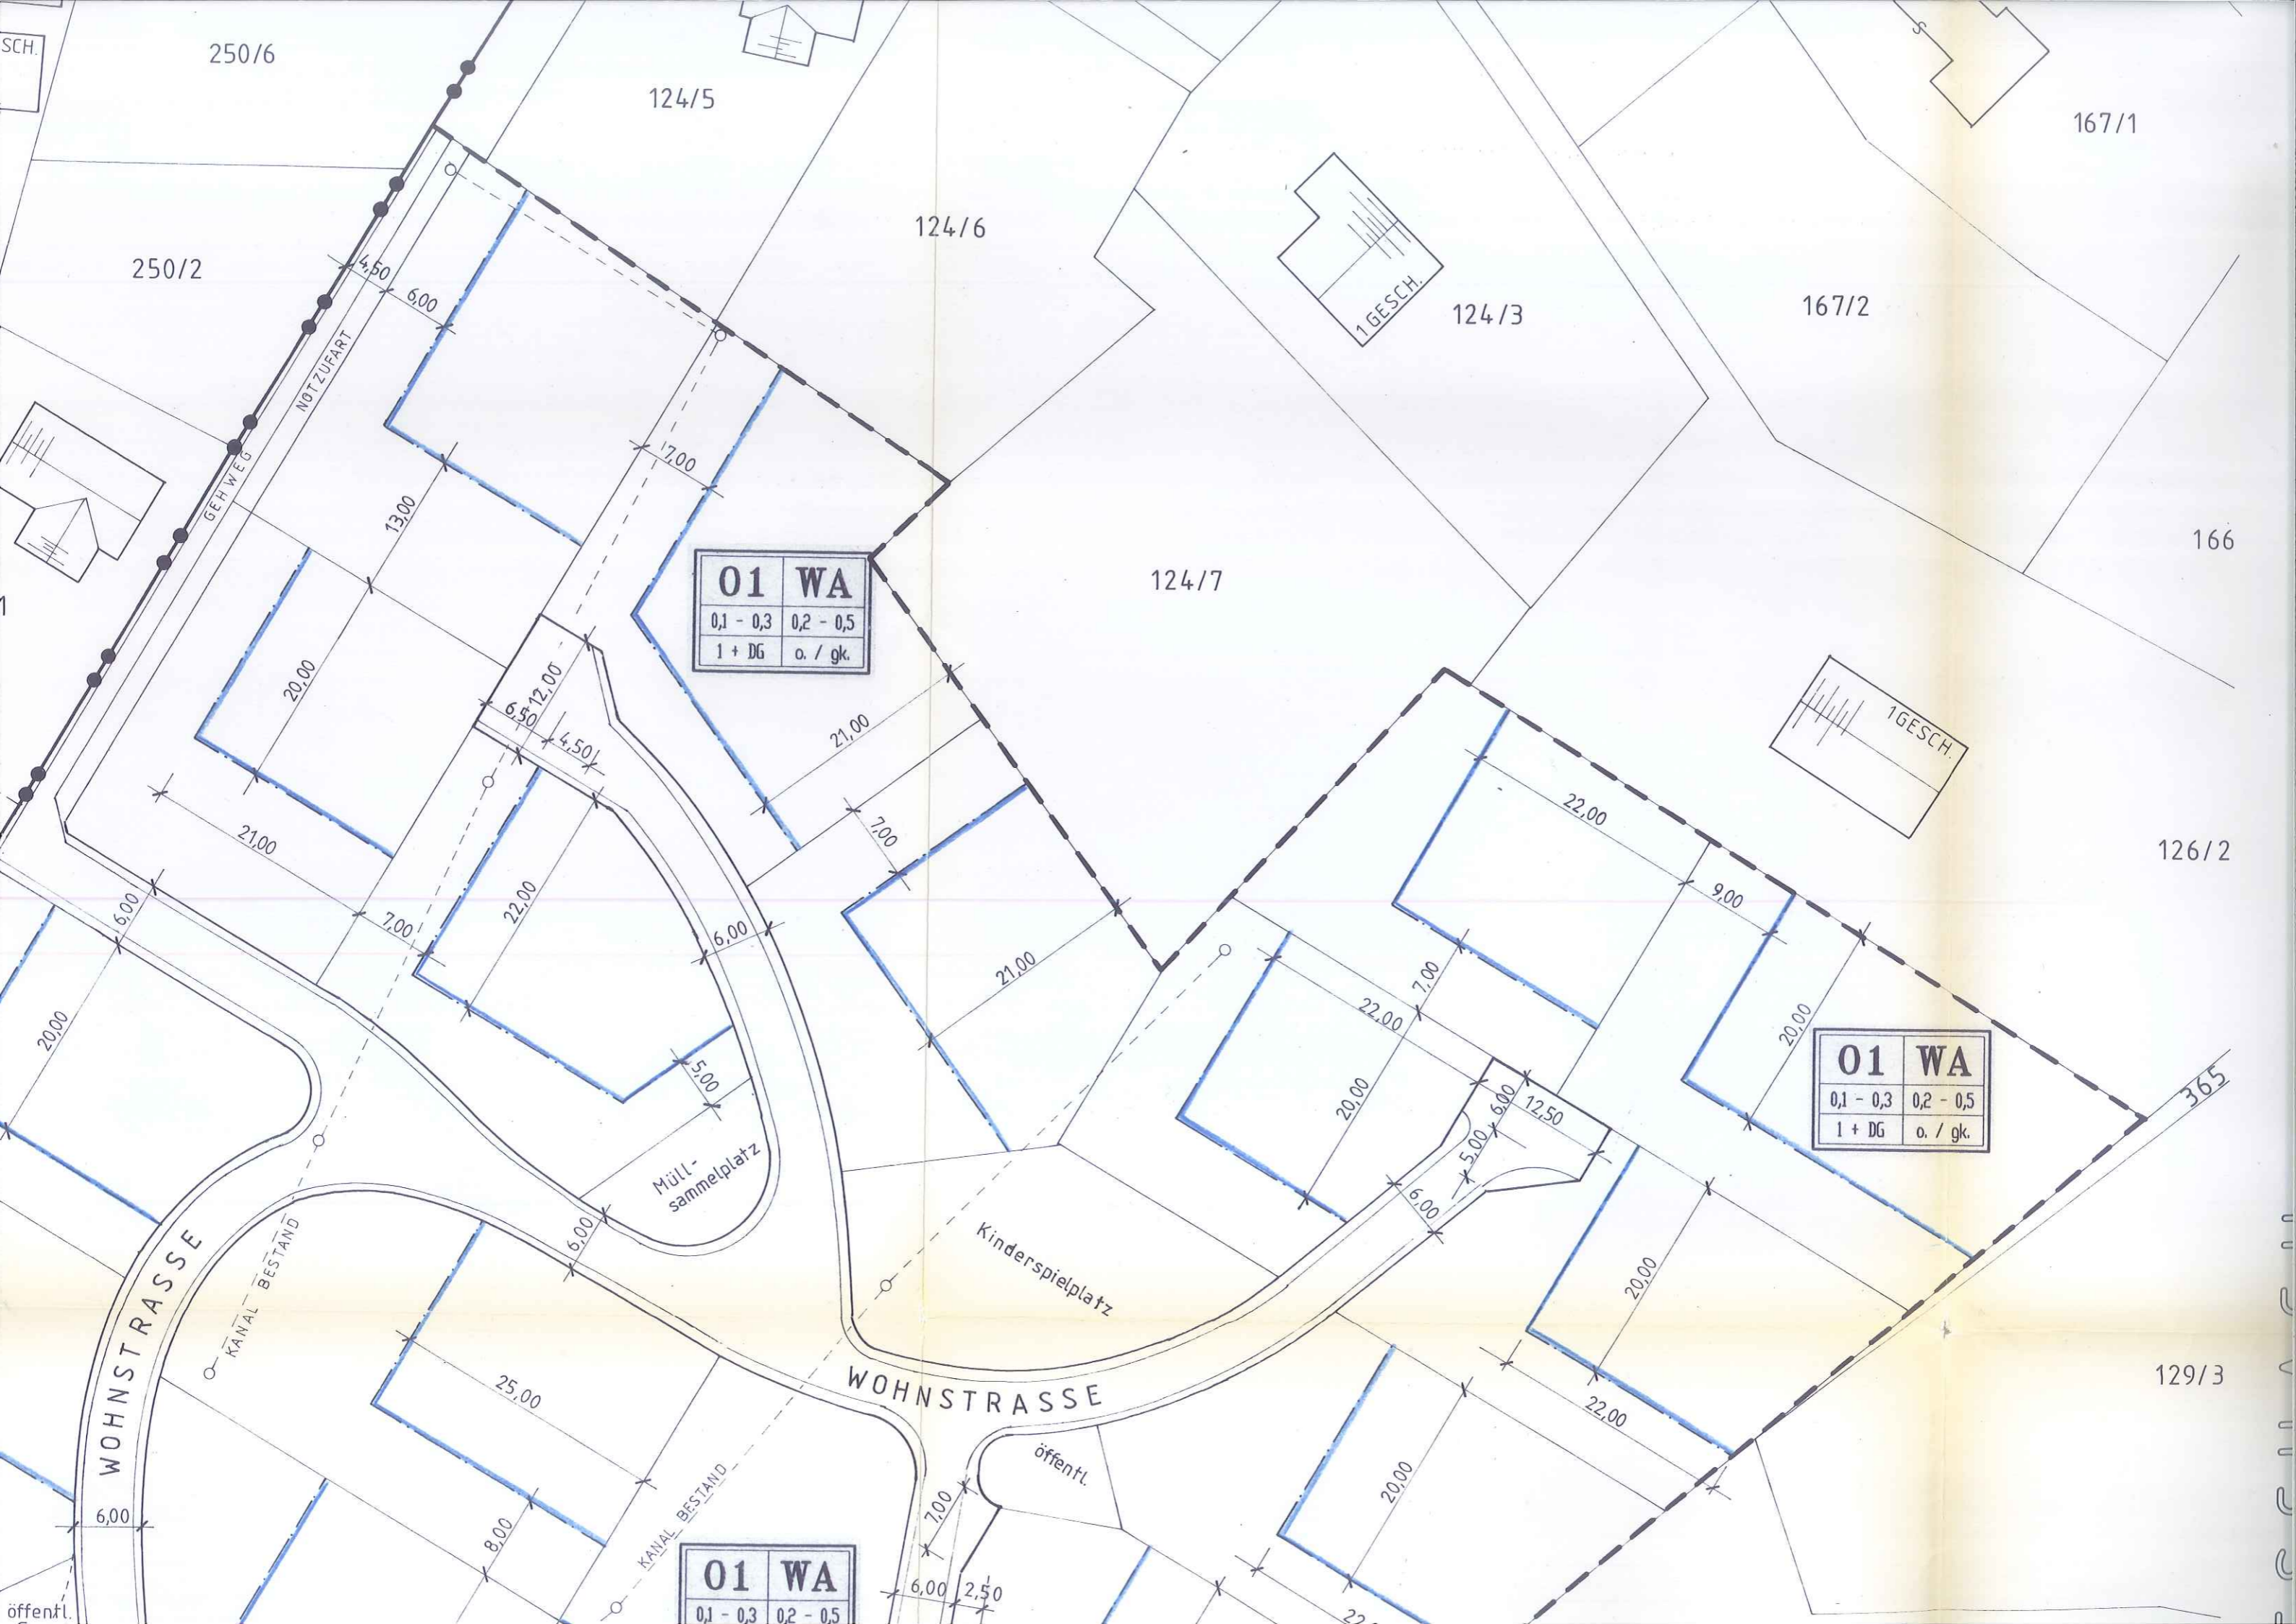 SCH.
250/6
124/5
167/1
250/2
124/6
124/3
167/2
1 GESCH.
4,50
6,00
NOTZUFART
GEHWEG
7,00
13,00
124/7
166
01 WA
0,1 - 0,3 0,2 - 0,5
1 + DG o. / gk.
20,00
12,00
6,50
4,50
21,00
1 GESCH.
126/2
22,00
9,00
21,00
7,00
7,00
22,00
6,00
6,00
21,00
20,00
7,00
22,00
20,00
01 WA
0,1 - 0,3 0,2 - 0,5
1 + DG o. / gk.
365
5,00
20,00
6,00
12,50
5,00
6,00
Müll-
sammelplatz
6,00
Kinderspielplatz
20,00
WOHNSTRASSE
KANAL BESTAND
25,00
WOHNSTRASSE
129/3
22,00
öffentl.
20,00
KANAL BESTAND
7,00
6,00
8,00
01 WA
0,1 - 0,3 0,2 - 0,5
6,00 2,50
öffentl.